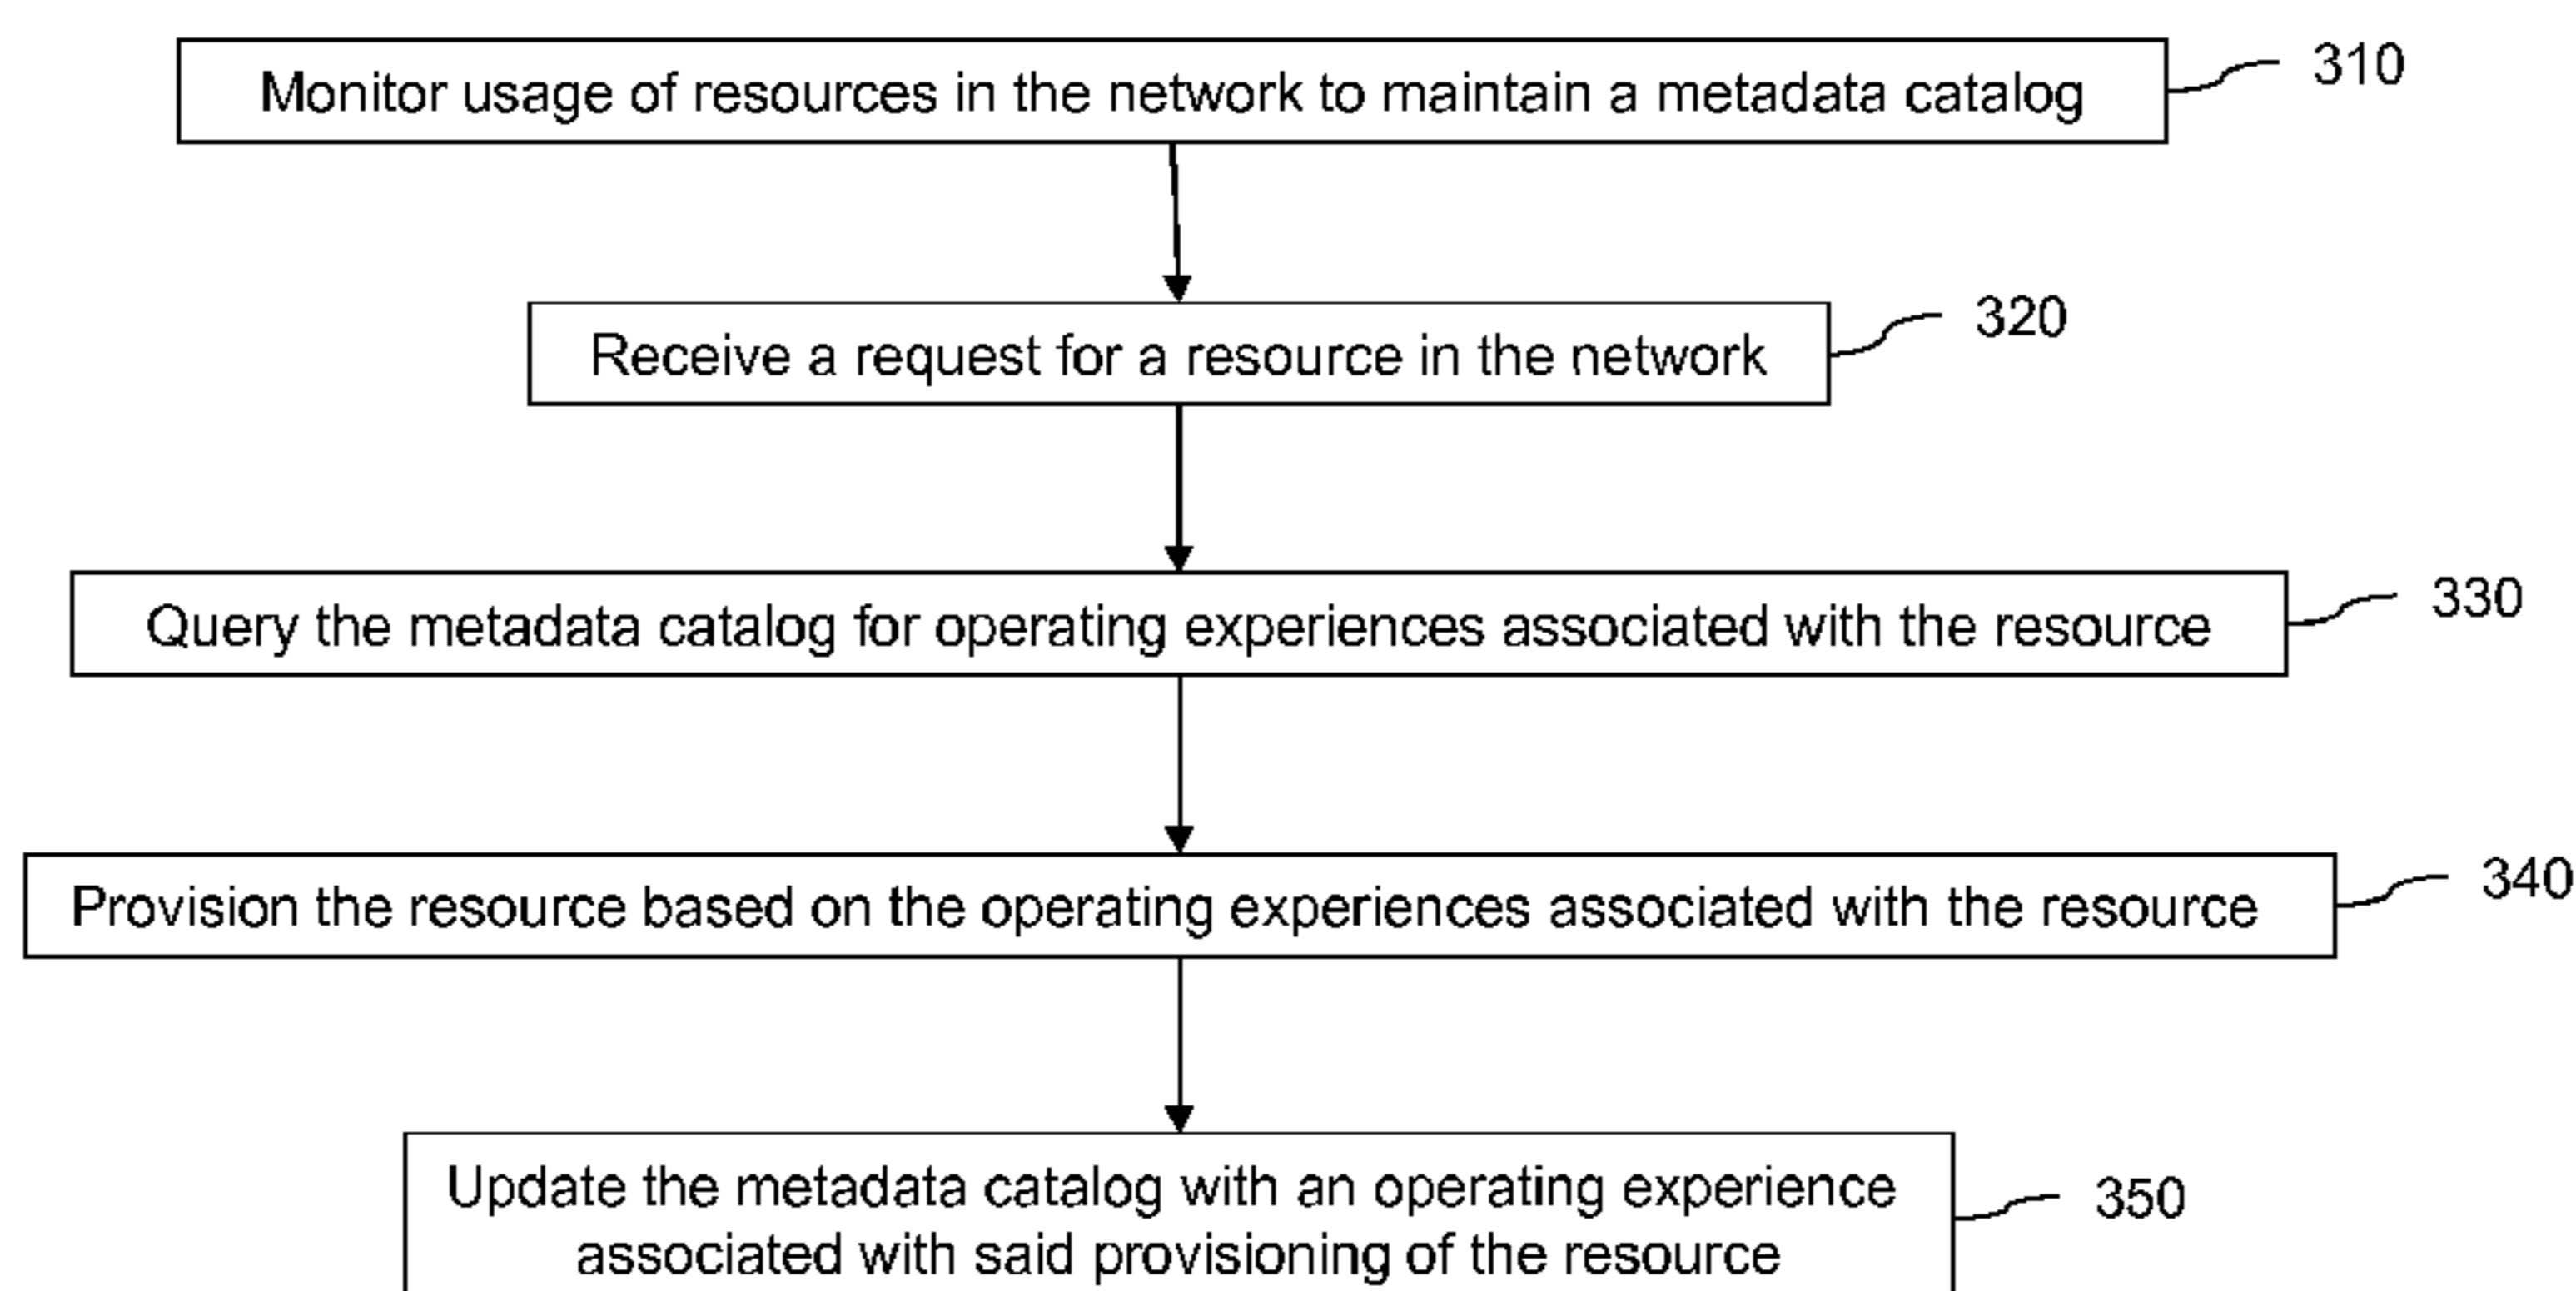 Monitor usage of resources in the network to maintain a metadata catalog
310
Receive a request for a resource in the network
320
Query the metadata catalog for operating experiences associated with the resource
330
Provision the resource based on the operating experiences associated with the resource
340
Update the metadata catalog with an operating experience
associated with said provisioning of the resource
350